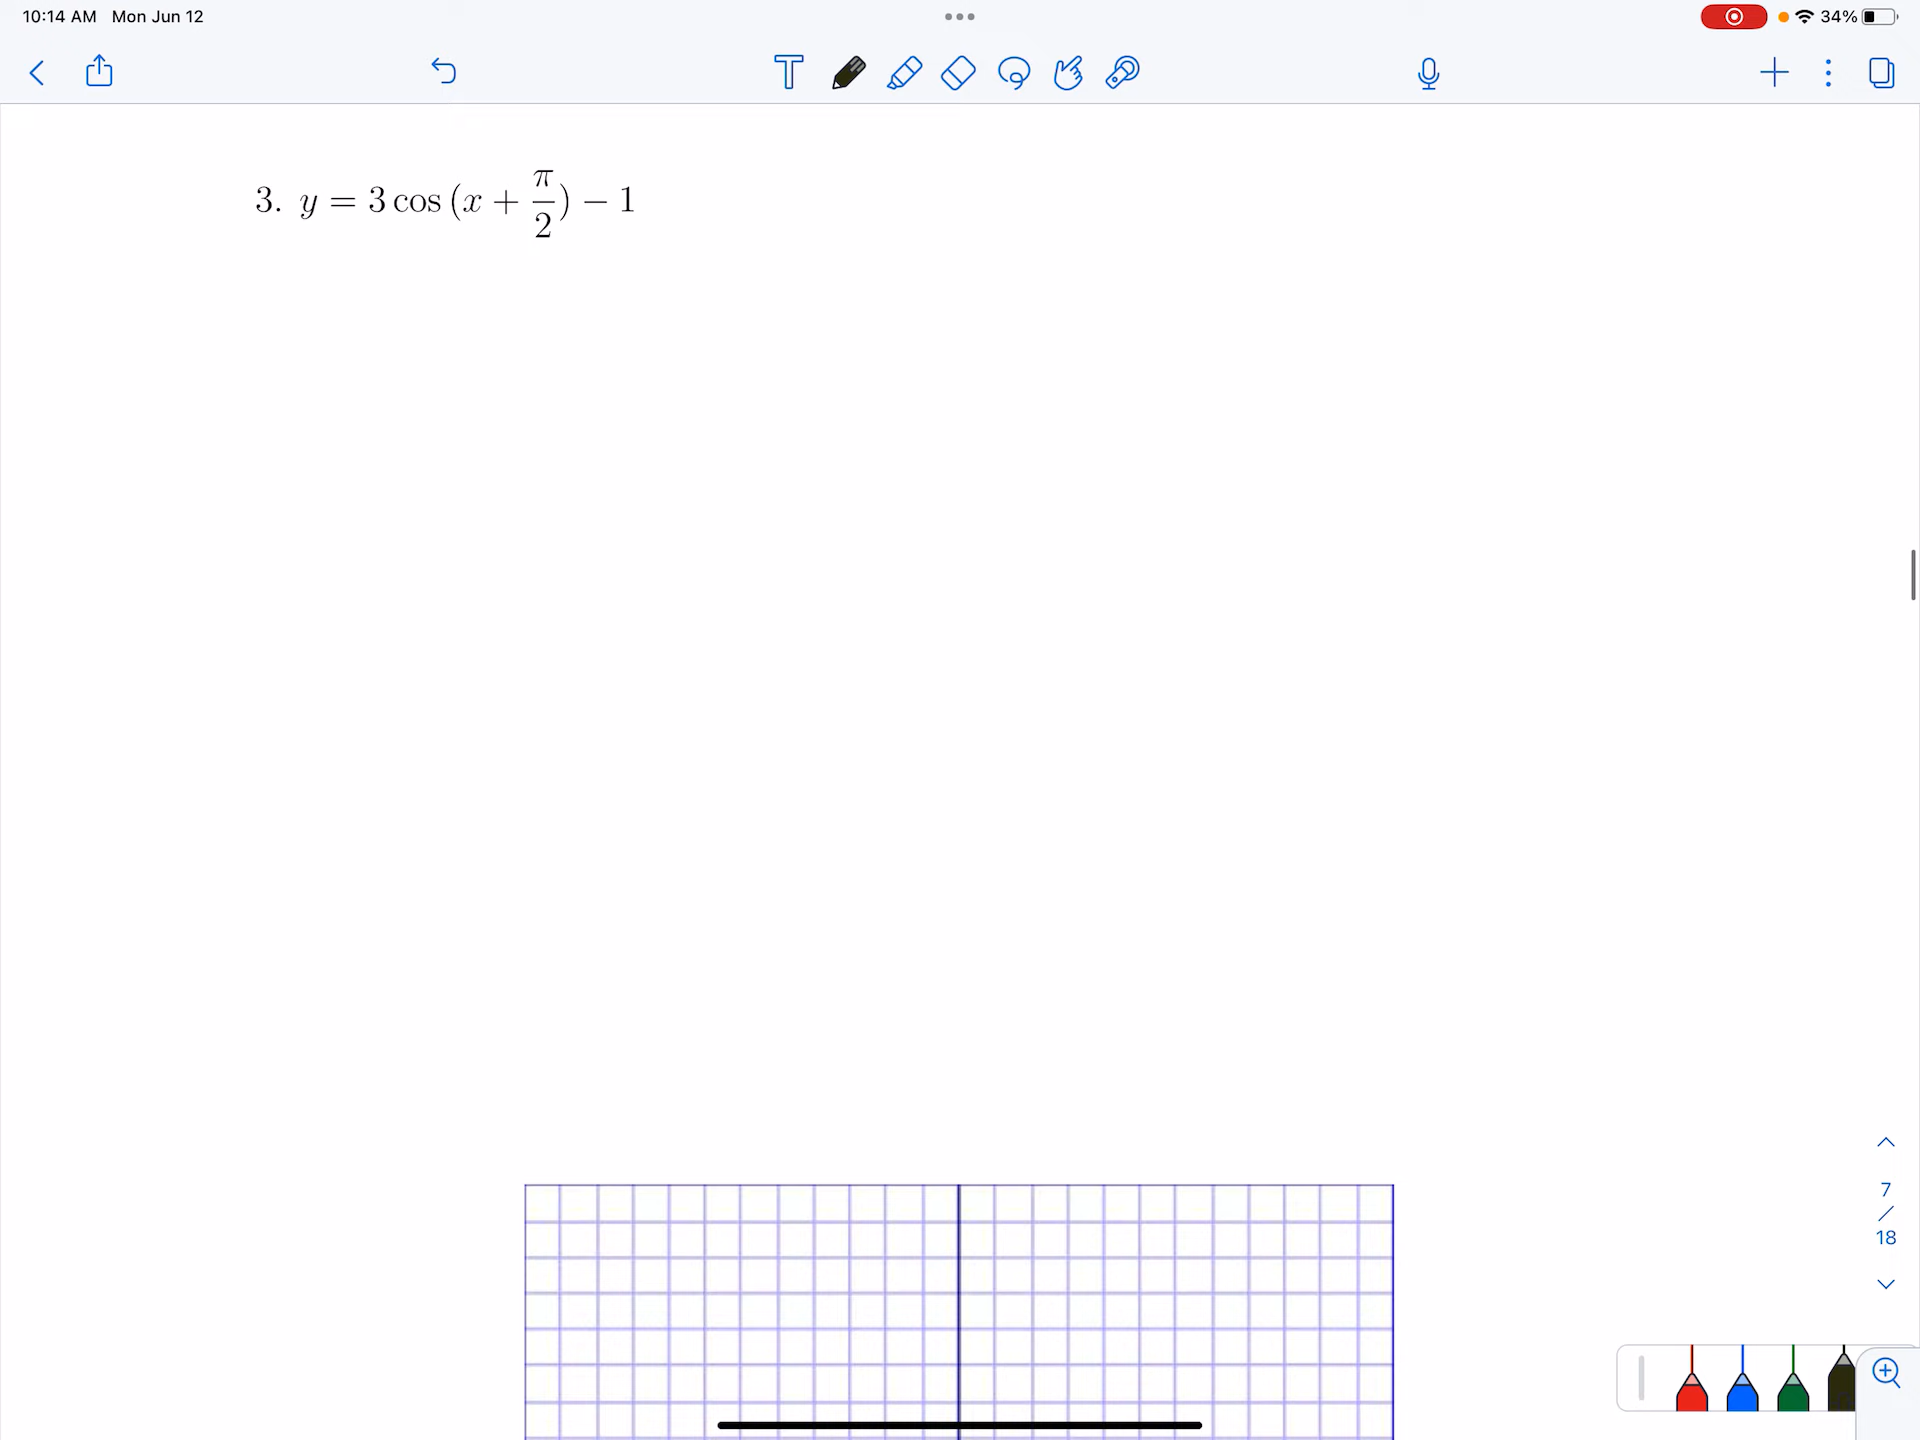 10:14 AM Mon Jun 12
34%
3. y = 3 cos (x + π/2) − 1
7
/
18